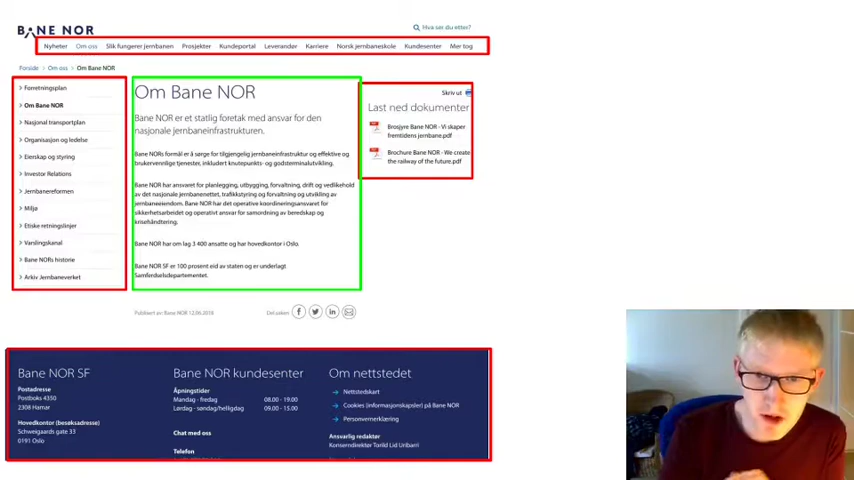 BANE NOR
Hva ser du etter?
Nyheter Om oss Slik fungerer jernbanen Prosjekter Kundeportal Leverandør Karriere Norsk jernbaneskole Kundesenter Mer tog
Forside > Om oss > Om Bane NOR
Forretningsplan
Om Bane NOR
Nasjonal transportplan
Organisasjon og ledelse
Eierskap og styring
Investor Relations
Jernbanereformen
Miljø
Etiske retningslinjer
Varslingskanal
Bane NORs historie
Arkiv Jernbaneverket
Om Bane NOR
Bane NOR er et statlig foretak med ansvar for den
nasjonale jernbaneinfrastrukturen.
Bane NORs formål er å sørge for tilgjengelig jernbaneinfrastruktur og effektive og
brukervennlige tjenester, inkludert knutepunkts- og godsterminalutvikling.
Bane NOR har ansvaret for planlegging, utbygging, forvaltning, drift og vedlikehold
av det nasjonale jernbanenettet, trafikkstyring og forvaltning og utvikling av
jernbaneeiendom. Bane NOR har det operative koordineringsansvaret for
sikkerhetsarbeidet og operativt ansvar for samordning av beredskap og
krisehåndtering.
Bane NOR har om lag 3 400 ansatte og har hovedkontor i Oslo.
Bane NOR SF er 100 prosent eid av staten og er underlagt
Samferdselsdepartementet.
Publisert av: Bane NOR 12.06.2018
Del saken
Skriv ut
Last ned dokumenter
Brosjyre Bane NOR - Vi skaper
fremtidens jernbane.pdf
Brochure Bane NOR - We create
the railway of the future.pdf
Bane NOR SF
Postadresse
Postboks 4350
2308 Hamar
Hovedkontor (besøksadresse)
Schweigaards gate 33
0191 Oslo
Bane NOR kundesenter
Åpningstider
Mandag - fredag 08.00 - 19.00
Lørdag - søndag/helligdag 09.00 - 15.00
Chat med oss
Telefon
Om nettstedet
Nettstedskart
Cookies (informasjonskapsler) på Bane NOR
Personvernerklæring
Ansvarlig redaktør
Konserndirektør Torild Lid Uribarri